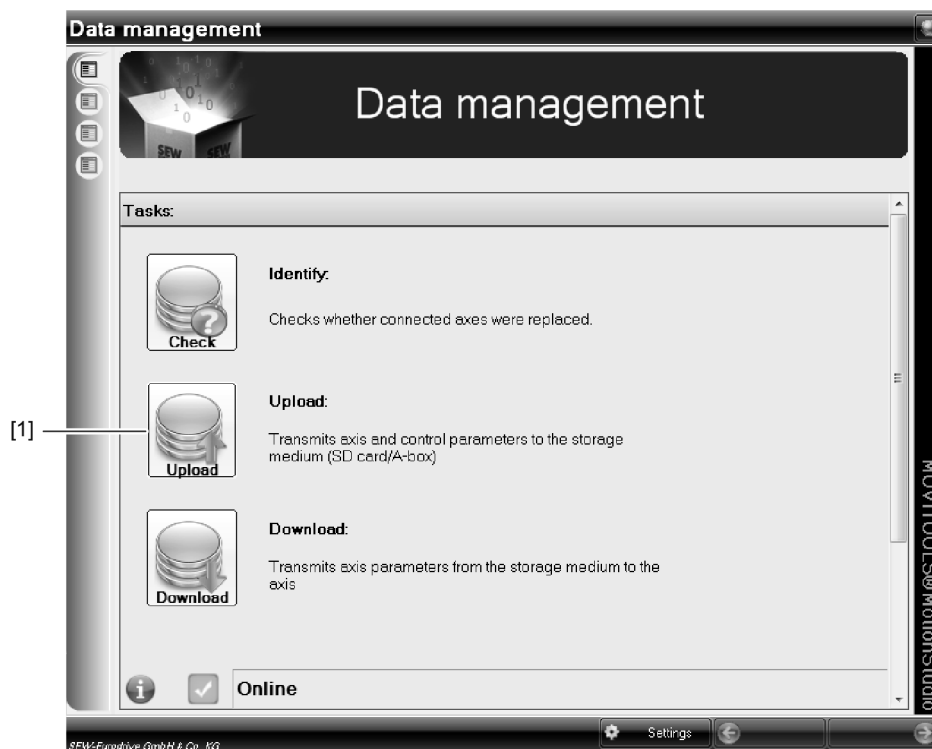 Data management
Data management
SEW SEW
Tasks:
Identify:
Checks whether connected axes were replaced.
Check
Upload:
[1]
Transmits axis and control parameters to the storage
medium (SD card/A-box)
Upload
Download:
Transmits axis parameters from the storage medium to the
axis
Download
Online
MOVITOOLS®MotionStudio
Settings
SEW-Eurodrive GmbH & Co. KG